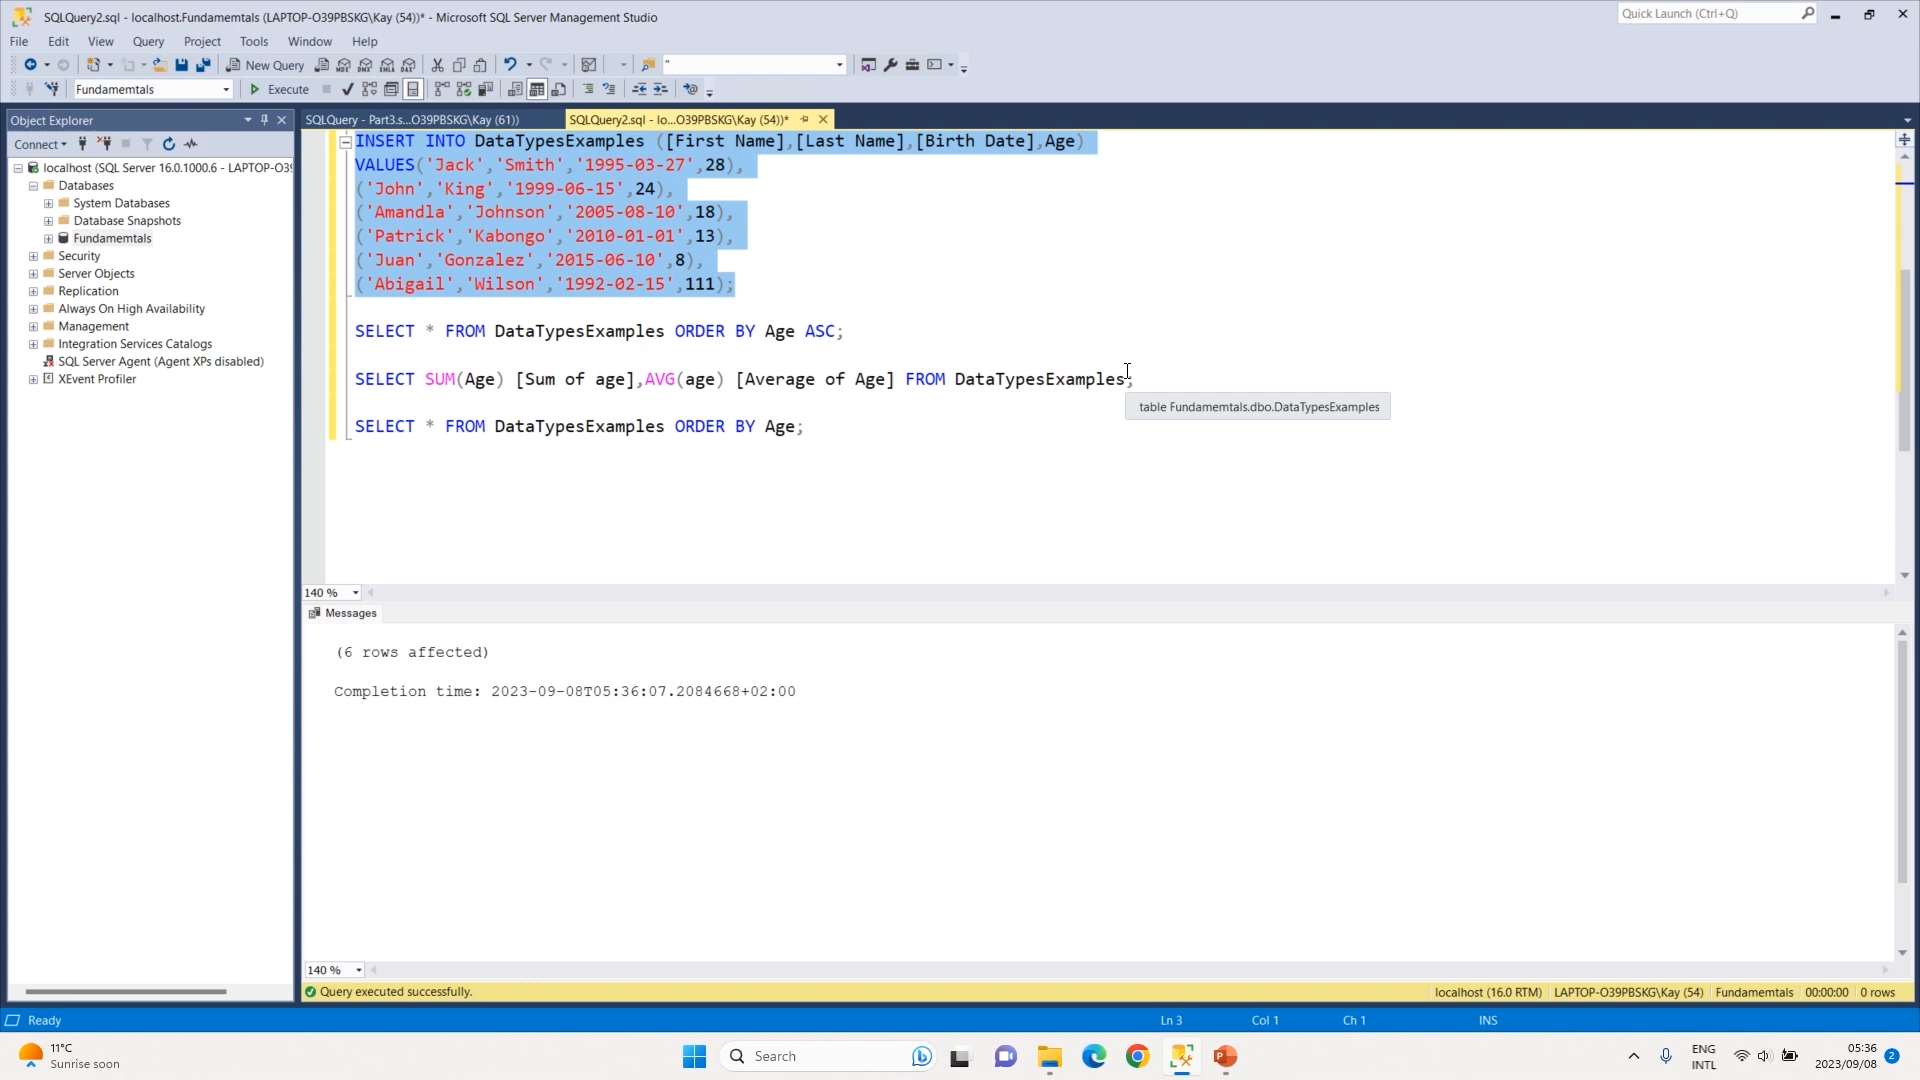 SQLQuery2.sql - localhost.Fundamemtals (LAPTOP-O39PBSKG\Kay (54))* - Microsoft SQL Server Management Studio
Quick Launch (Ctrl+Q)
File Edit View Query Project Tools Window Help
New Query
MDX DMX XMLA DAX
"
Fundamemtals
Execute
Object Explorer
SQLQuery - Part3.s...O39PBSKG\Kay (61))
SQLQuery2.sql - lo...O39PBSKG\Kay (54))*
Connect
localhost (SQL Server 16.0.1000.6 - LAPTOP-O39
Databases
System Databases
Database Snapshots
Fundamemtals
Security
Server Objects
Replication
Always On High Availability
Management
Integration Services Catalogs
SQL Server Agent (Agent XPs disabled)
XEvent Profiler
INSERT INTO DataTypesExamples ([First Name],[Last Name],[Birth Date],Age)
VALUES('Jack','Smith','1995-03-27',28),
('John','King','1999-06-15',24),
('Amandla','Johnson','2005-08-10',18),
('Patrick','Kabongo','2010-01-01',13),
('Juan','Gonzalez','2015-06-10',8),
('Abigail','Wilson','1992-02-15',111);
SELECT * FROM DataTypesExamples ORDER BY Age ASC;
SELECT SUM(Age) [Sum of age],AVG(age) [Average of Age] FROM DataTypesExamples;
table Fundamemtals.dbo.DataTypesExamples
SELECT * FROM DataTypesExamples ORDER BY Age;
140 %
Messages
(6 rows affected)
Completion time: 2023-09-08T05:36:07.2084668+02:00
140 %
Query executed successfully.
localhost (16.0 RTM) LAPTOP-O39PBSKG\Kay (54) Fundamemtals 00:00:00 0 rows
Ready
Ln 3 Col 1 Ch 1 INS
11°C
Sunrise soon
Search
ENG
INTL
05:36
2023/09/08
2